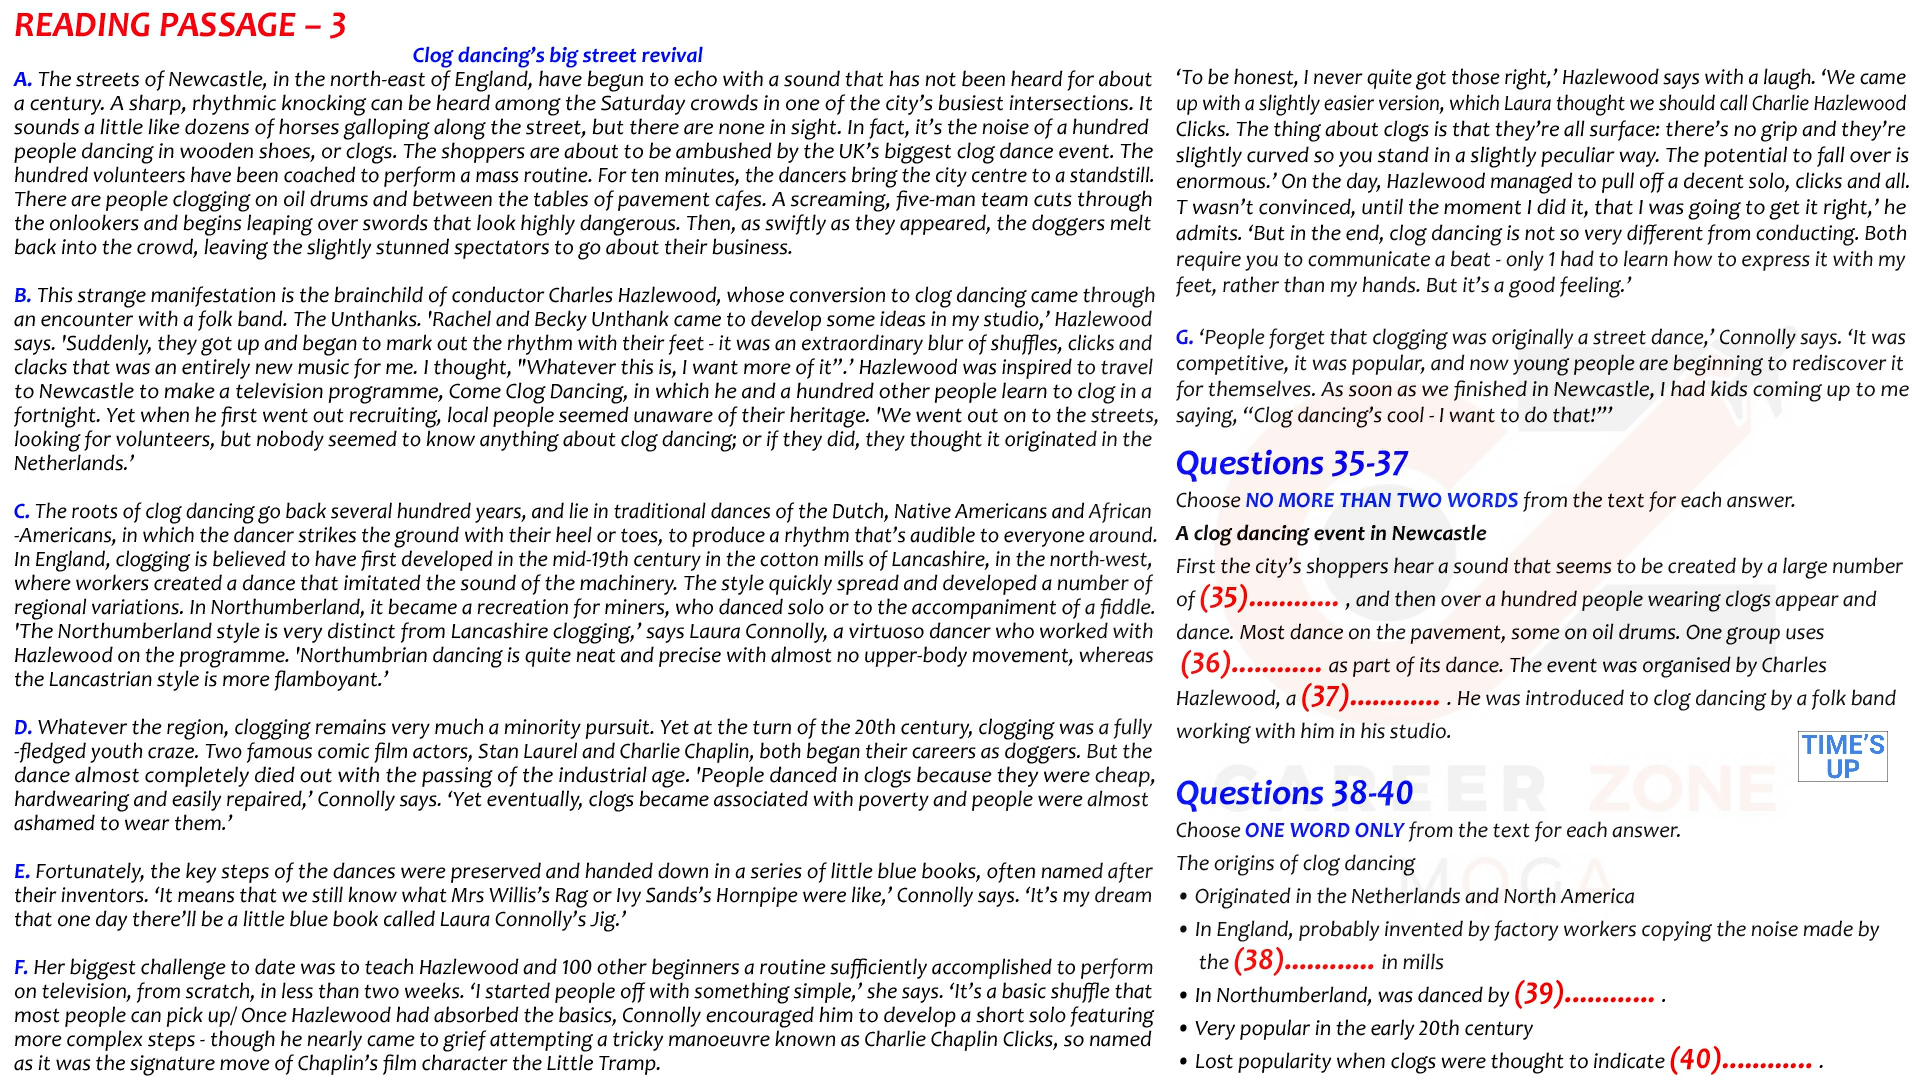 READING PASSAGE – 3
Clog dancing’s big street revival
A. The streets of Newcastle, in the north-east of England, have begun to echo with a sound that has not been heard for about
a century. A sharp, rhythmic knocking can be heard among the Saturday crowds in one of the city’s busiest intersections. It
sounds a little like dozens of horses galloping along the street, but there are none in sight. In fact, it’s the noise of a hundred
people dancing in wooden shoes, or clogs. The shoppers are about to be ambushed by the UK’s biggest clog dance event. The
hundred volunteers have been coached to perform a mass routine. For ten minutes, the dancers bring the city centre to a standstill.
There are people clogging on oil drums and between the tables of pavement cafes. A screaming, five-man team cuts through
the onlookers and begins leaping over swords that look highly dangerous. Then, as swiftly as they appeared, the doggers melt
back into the crowd, leaving the slightly stunned spectators to go about their business.
B. This strange manifestation is the brainchild of conductor Charles Hazlewood, whose conversion to clog dancing came through
an encounter with a folk band. The Unthanks. 'Rachel and Becky Unthank came to develop some ideas in my studio,’ Hazlewood
says. 'Suddenly, they got up and began to mark out the rhythm with their feet - it was an extraordinary blur of shuffles, clicks and
clacks that was an entirely new music for me. I thought, "Whatever this is, I want more of it”.’ Hazlewood was inspired to travel
to Newcastle to make a television programme, Come Clog Dancing, in which he and a hundred other people learn to clog in a
fortnight. Yet when he first went out recruiting, local people seemed unaware of their heritage. 'We went out on to the streets,
looking for volunteers, but nobody seemed to know anything about clog dancing; or if they did, they thought it originated in the
Netherlands.’
C. The roots of clog dancing go back several hundred years, and lie in traditional dances of the Dutch, Native Americans and African
-Americans, in which the dancer strikes the ground with their heel or toes, to produce a rhythm that’s audible to everyone around.
In England, clogging is believed to have first developed in the mid-19th century in the cotton mills of Lancashire, in the north-west,
where workers created a dance that imitated the sound of the machinery. The style quickly spread and developed a number of
regional variations. In Northumberland, it became a recreation for miners, who danced solo or to the accompaniment of a fiddle.
'The Northumberland style is very distinct from Lancashire clogging,’ says Laura Connolly, a virtuoso dancer who worked with
Hazlewood on the programme. 'Northumbrian dancing is quite neat and precise with almost no upper-body movement, whereas
the Lancastrian style is more flamboyant.’
D. Whatever the region, clogging remains very much a minority pursuit. Yet at the turn of the 20th century, clogging was a fully
-fledged youth craze. Two famous comic film actors, Stan Laurel and Charlie Chaplin, both began their careers as doggers. But the
dance almost completely died out with the passing of the industrial age. 'People danced in clogs because they were cheap,
hardwearing and easily repaired,’ Connolly says. ‘Yet eventually, clogs became associated with poverty and people were almost
ashamed to wear them.’
E. Fortunately, the key steps of the dances were preserved and handed down in a series of little blue books, often named after
their inventors. ‘It means that we still know what Mrs Willis’s Rag or Ivy Sands’s Hornpipe were like,’ Connolly says. ‘It’s my dream
that one day there’ll be a little blue book called Laura Connolly’s Jig.’
F. Her biggest challenge to date was to teach Hazlewood and 100 other beginners a routine sufficiently accomplished to perform
on television, from scratch, in less than two weeks. ‘I started people off with something simple,’ she says. ‘It’s a basic shuffle that
most people can pick up/ Once Hazlewood had absorbed the basics, Connolly encouraged him to develop a short solo featuring
more complex steps - though he nearly came to grief attempting a tricky manoeuvre known as Charlie Chaplin Clicks, so named
as it was the signature move of Chaplin’s film character the Little Tramp.
‘To be honest, I never quite got those right,’ Hazlewood says with a laugh. ‘We came
up with a slightly easier version, which Laura thought we should call Charlie Hazlewood
Clicks. The thing about clogs is that they’re all surface: there’s no grip and they’re
slightly curved so you stand in a slightly peculiar way. The potential to fall over is
enormous.’ On the day, Hazlewood managed to pull off a decent solo, clicks and all.
T wasn’t convinced, until the moment I did it, that I was going to get it right,’ he
admits. ‘But in the end, clog dancing is not so very different from conducting. Both
require you to communicate a beat - only 1 had to learn how to express it with my
feet, rather than my hands. But it’s a good feeling.’
G. ‘People forget that clogging was originally a street dance,’ Connolly says. ‘It was
competitive, it was popular, and now young people are beginning to rediscover it
for themselves. As soon as we finished in Newcastle, I had kids coming up to me
saying, “Clog dancing’s cool - I want to do that!”’
Questions 35-37
Choose NO MORE THAN TWO WORDS from the text for each answer.
A clog dancing event in Newcastle
First the city’s shoppers hear a sound that seems to be created by a large number
of (35)............ , and then over a hundred people wearing clogs appear and
dance. Most dance on the pavement, some on oil drums. One group uses
(36)............ as part of its dance. The event was organised by Charles
Hazlewood, a (37)............ . He was introduced to clog dancing by a folk band
working with him in his studio.
TIME’S
UP
CAREER ZONE
Questions 38-40
Choose ONE WORD ONLY from the text for each answer.
The origins of clog dancing
MOGA
• Originated in the Netherlands and North America
• In England, probably invented by factory workers copying the noise made by
the (38)............ in mills
• In Northumberland, was danced by (39)............ .
• Very popular in the early 20th century
• Lost popularity when clogs were thought to indicate (40)............ .